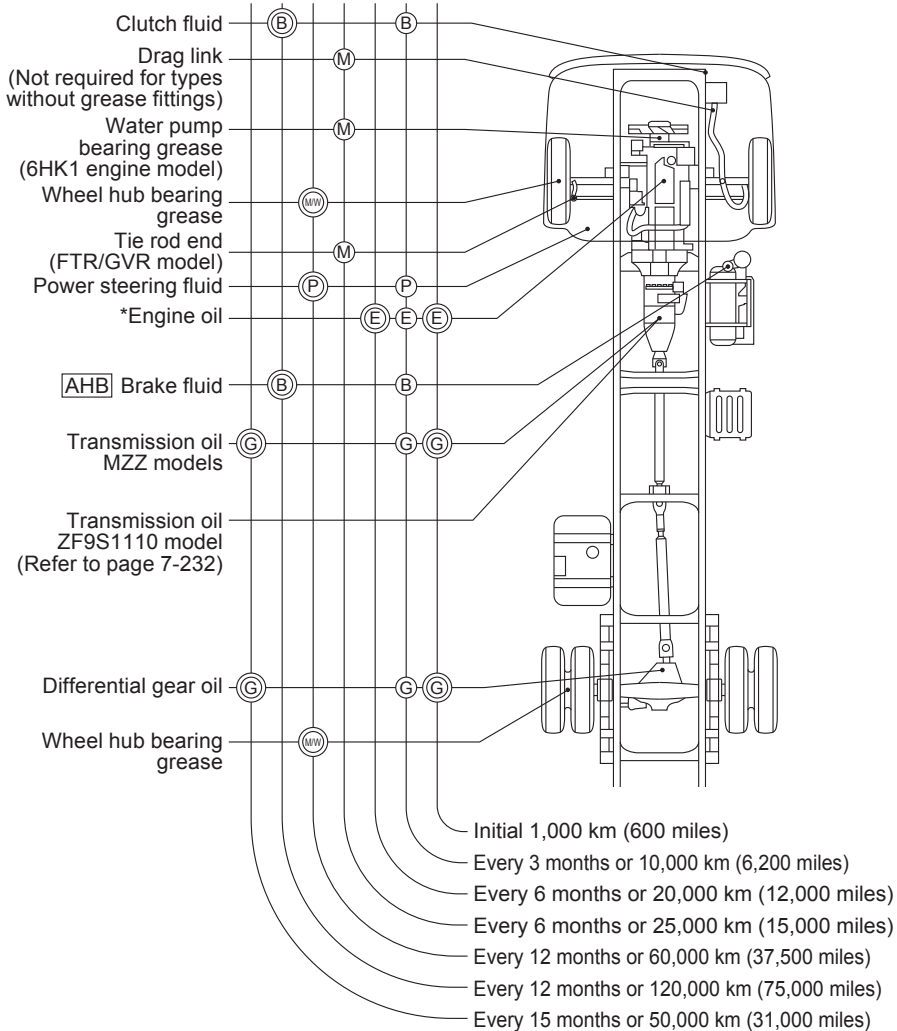 Clutch fluid B B
Drag link M
(Not required for types
without grease fittings)
Water pump M
bearing grease
(6HK1 engine model)
Wheel hub bearing M/W
grease
Tie rod end M
(FTR/GVR model)
Power steering fluid P P
*Engine oil E E E
AHB Brake fluid B B
Transmission oil G G G
MZZ models
Transmission oil
ZF9S1110 model
(Refer to page 7-232)
Differential gear oil G G G
Wheel hub bearing M/W
grease
Initial 1,000 km (600 miles)
Every 3 months or 10,000 km (6,200 miles)
Every 6 months or 20,000 km (12,000 miles)
Every 6 months or 25,000 km (15,000 miles)
Every 12 months or 60,000 km (37,500 miles)
Every 12 months or 120,000 km (75,000 miles)
Every 15 months or 50,000 km (31,000 miles)